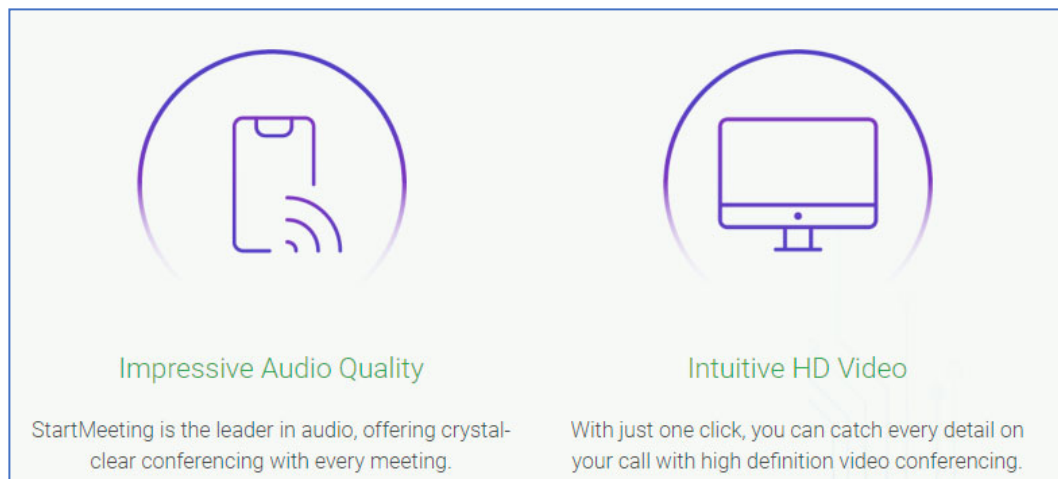 Impressive Audio Quality
StartMeeting is the leader in audio, offering crystal-
clear conferencing with every meeting.
Intuitive HD Video
With just one click, you can catch every detail on
your call with high definition video conferencing.